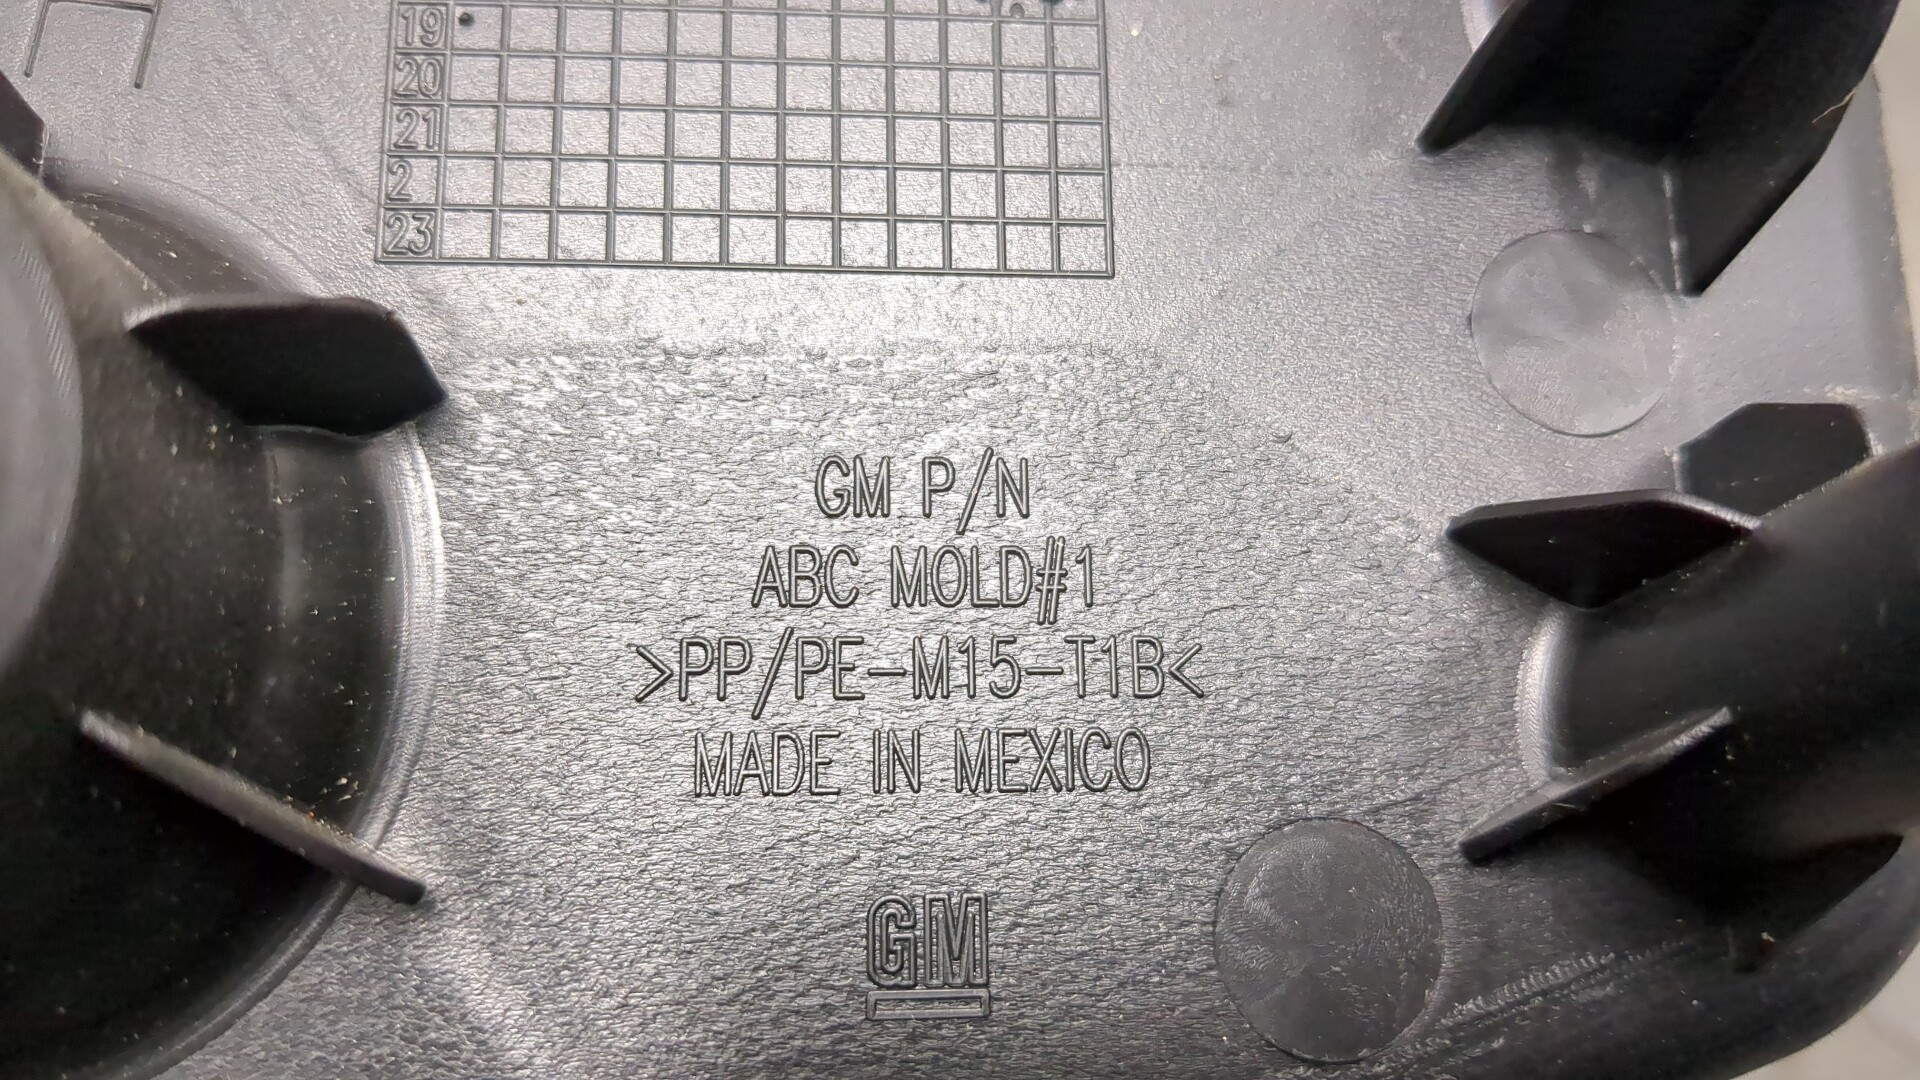 19
20
21
2
23
GM P/N
ABC MOLD#1
>PP/PE-M15-T1B<
MADE IN MEXICO
GM